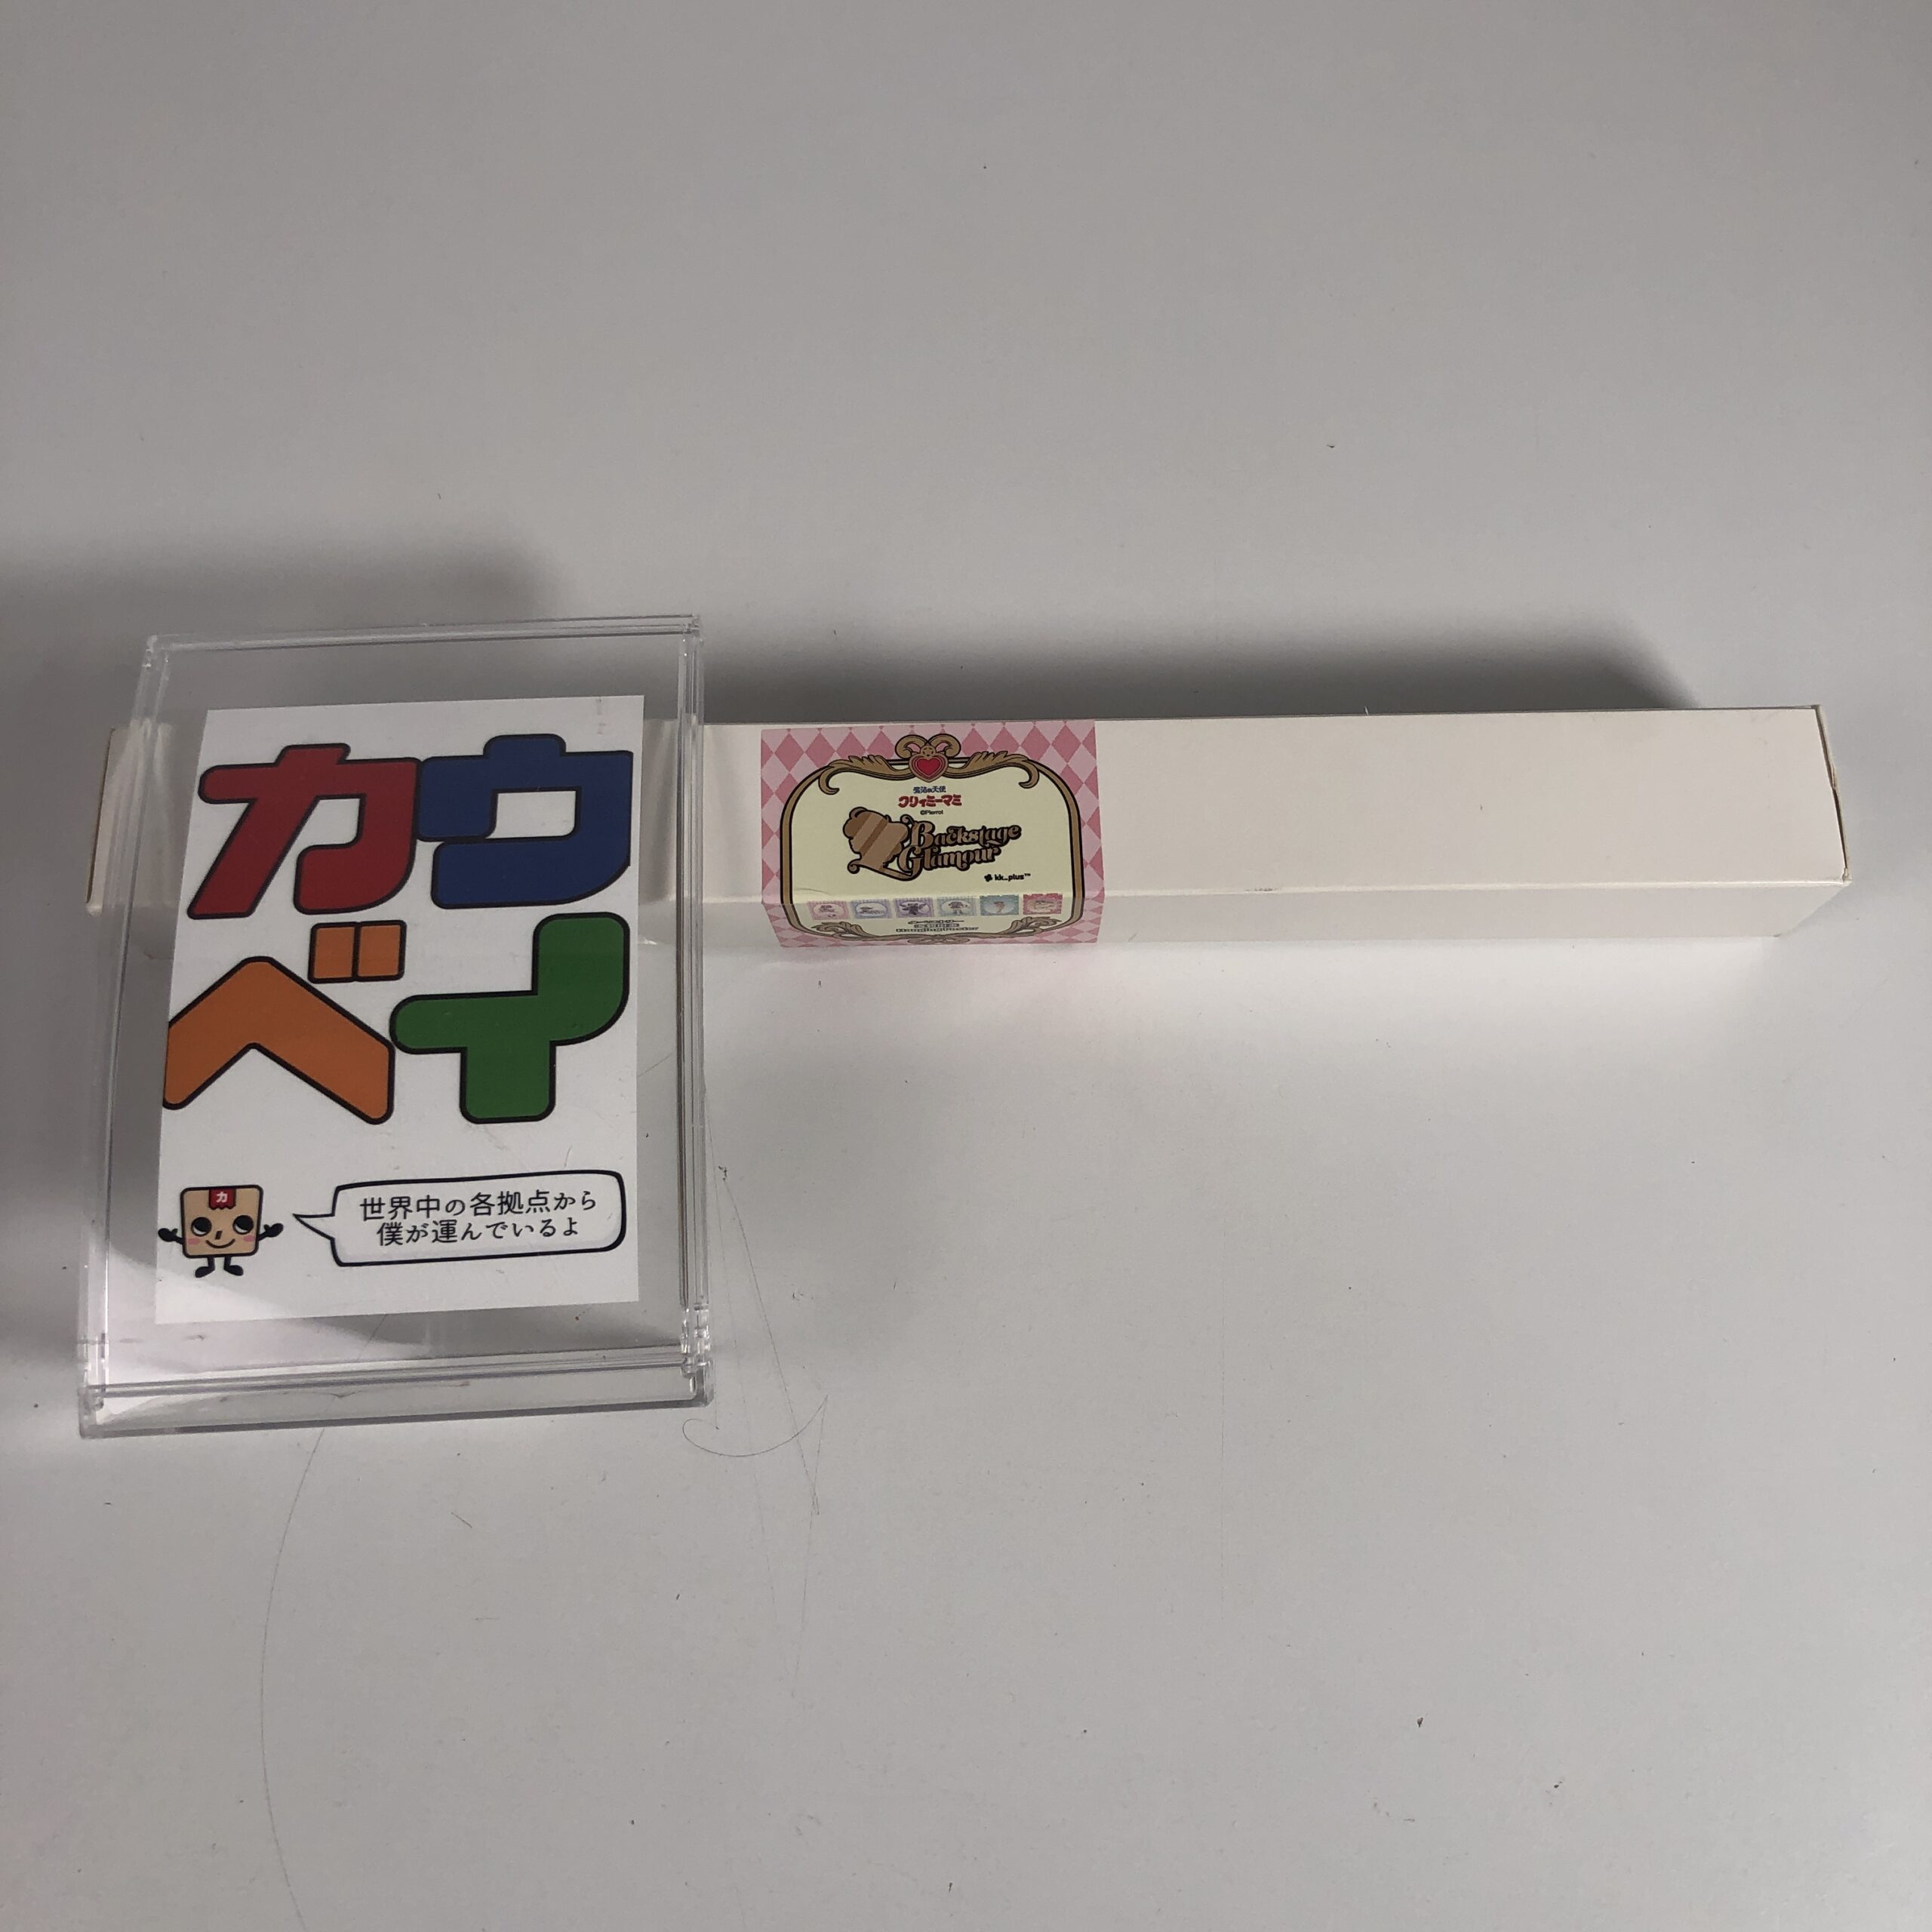 カウ
ベイ
カ
世界中の各拠点から
僕が運んでいるよ
魔法の天使
クリィミーマミ
©Pierrot
Backstage
Glamour
kk_plus™